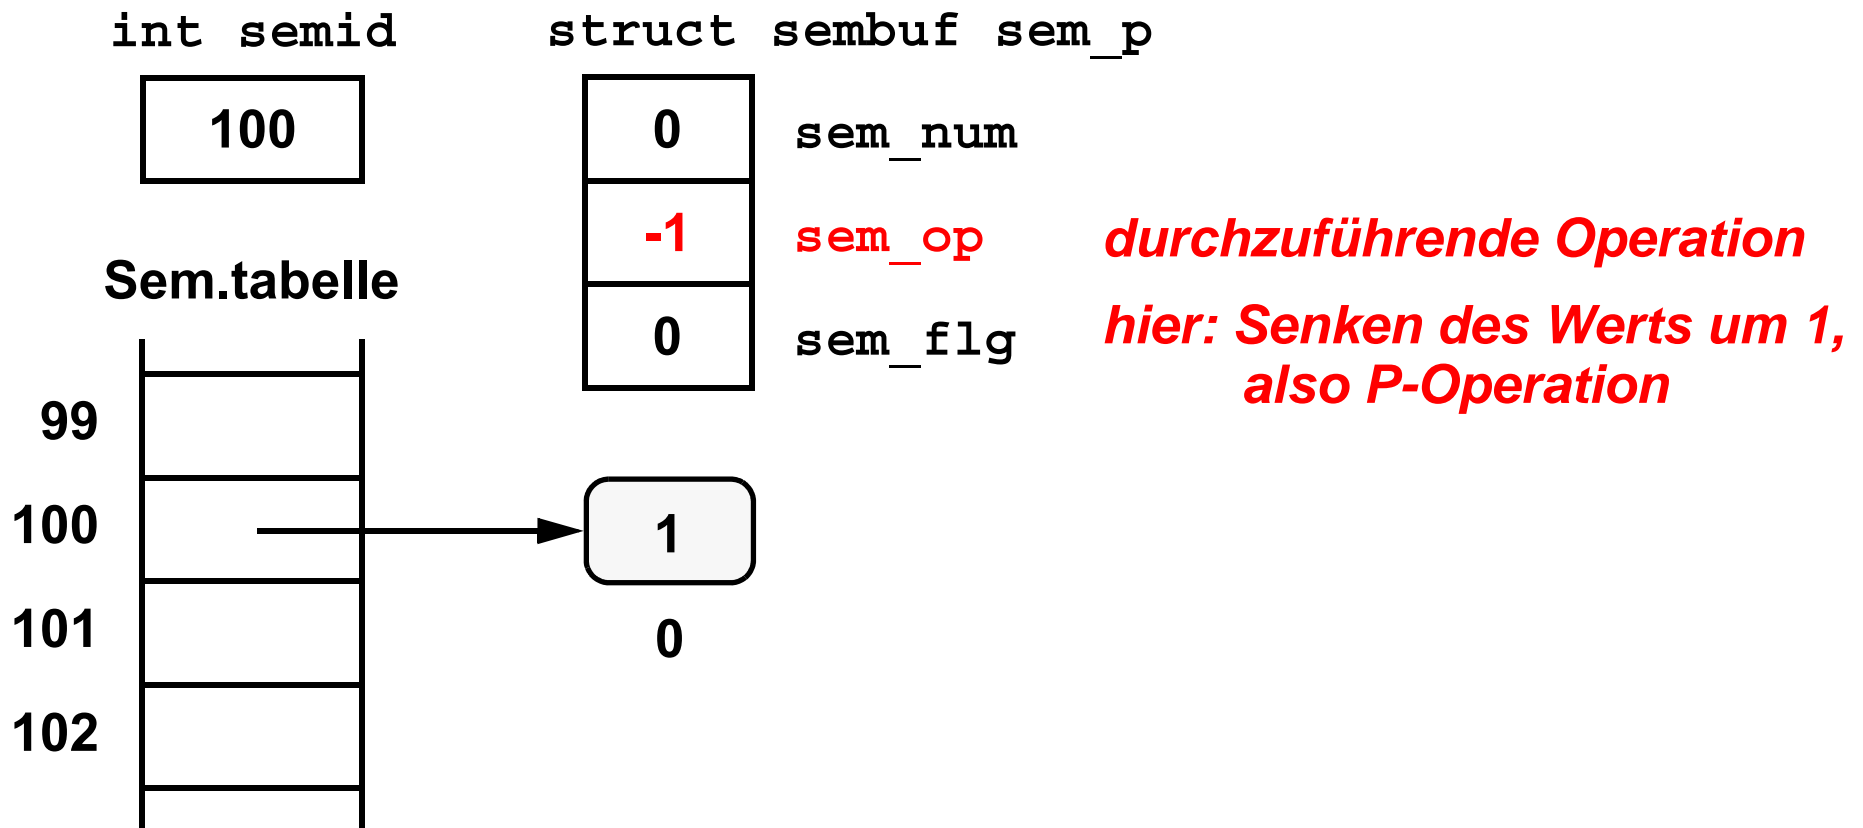 int semid
struct sembuf sem_p
100
0 sem_num
-1 sem_op durchzuführende Operation
Sem.tabelle
0 sem_flg hier: Senken des Werts um 1,
also P-Operation
99
100 1
101 0
102